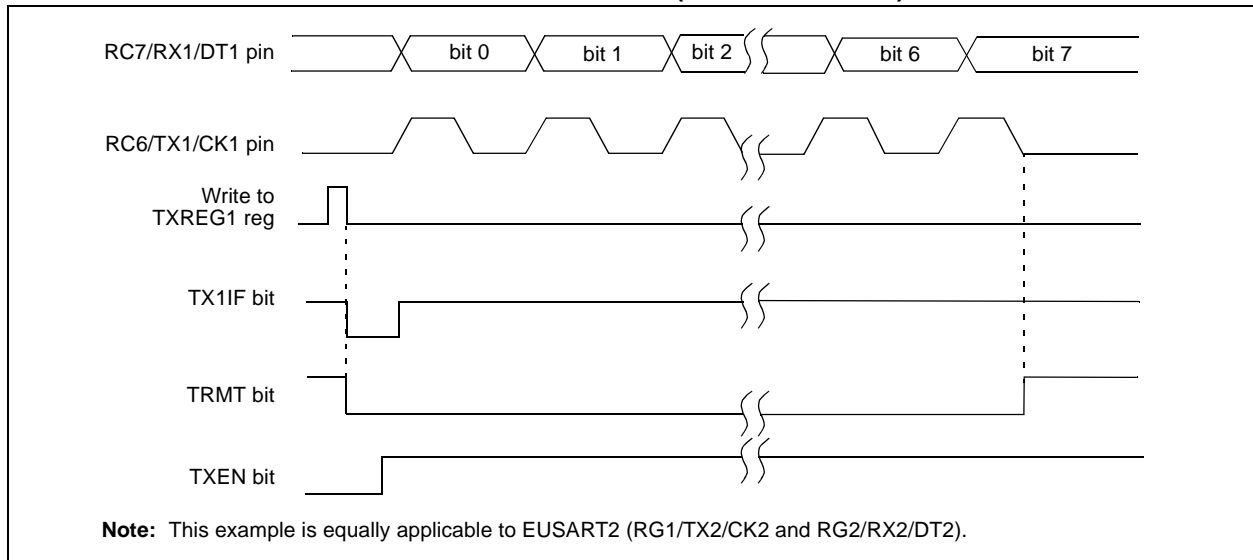 RC7/RX1/DT1 pin
bit 0
bit 1
bit 2
bit 6
bit 7
RC6/TX1/CK1 pin
Write to
TXREG1 reg
TX1IF bit
TRMT bit
TXEN bit
Note: This example is equally applicable to EUSART2 (RG1/TX2/CK2 and RG2/RX2/DT2).